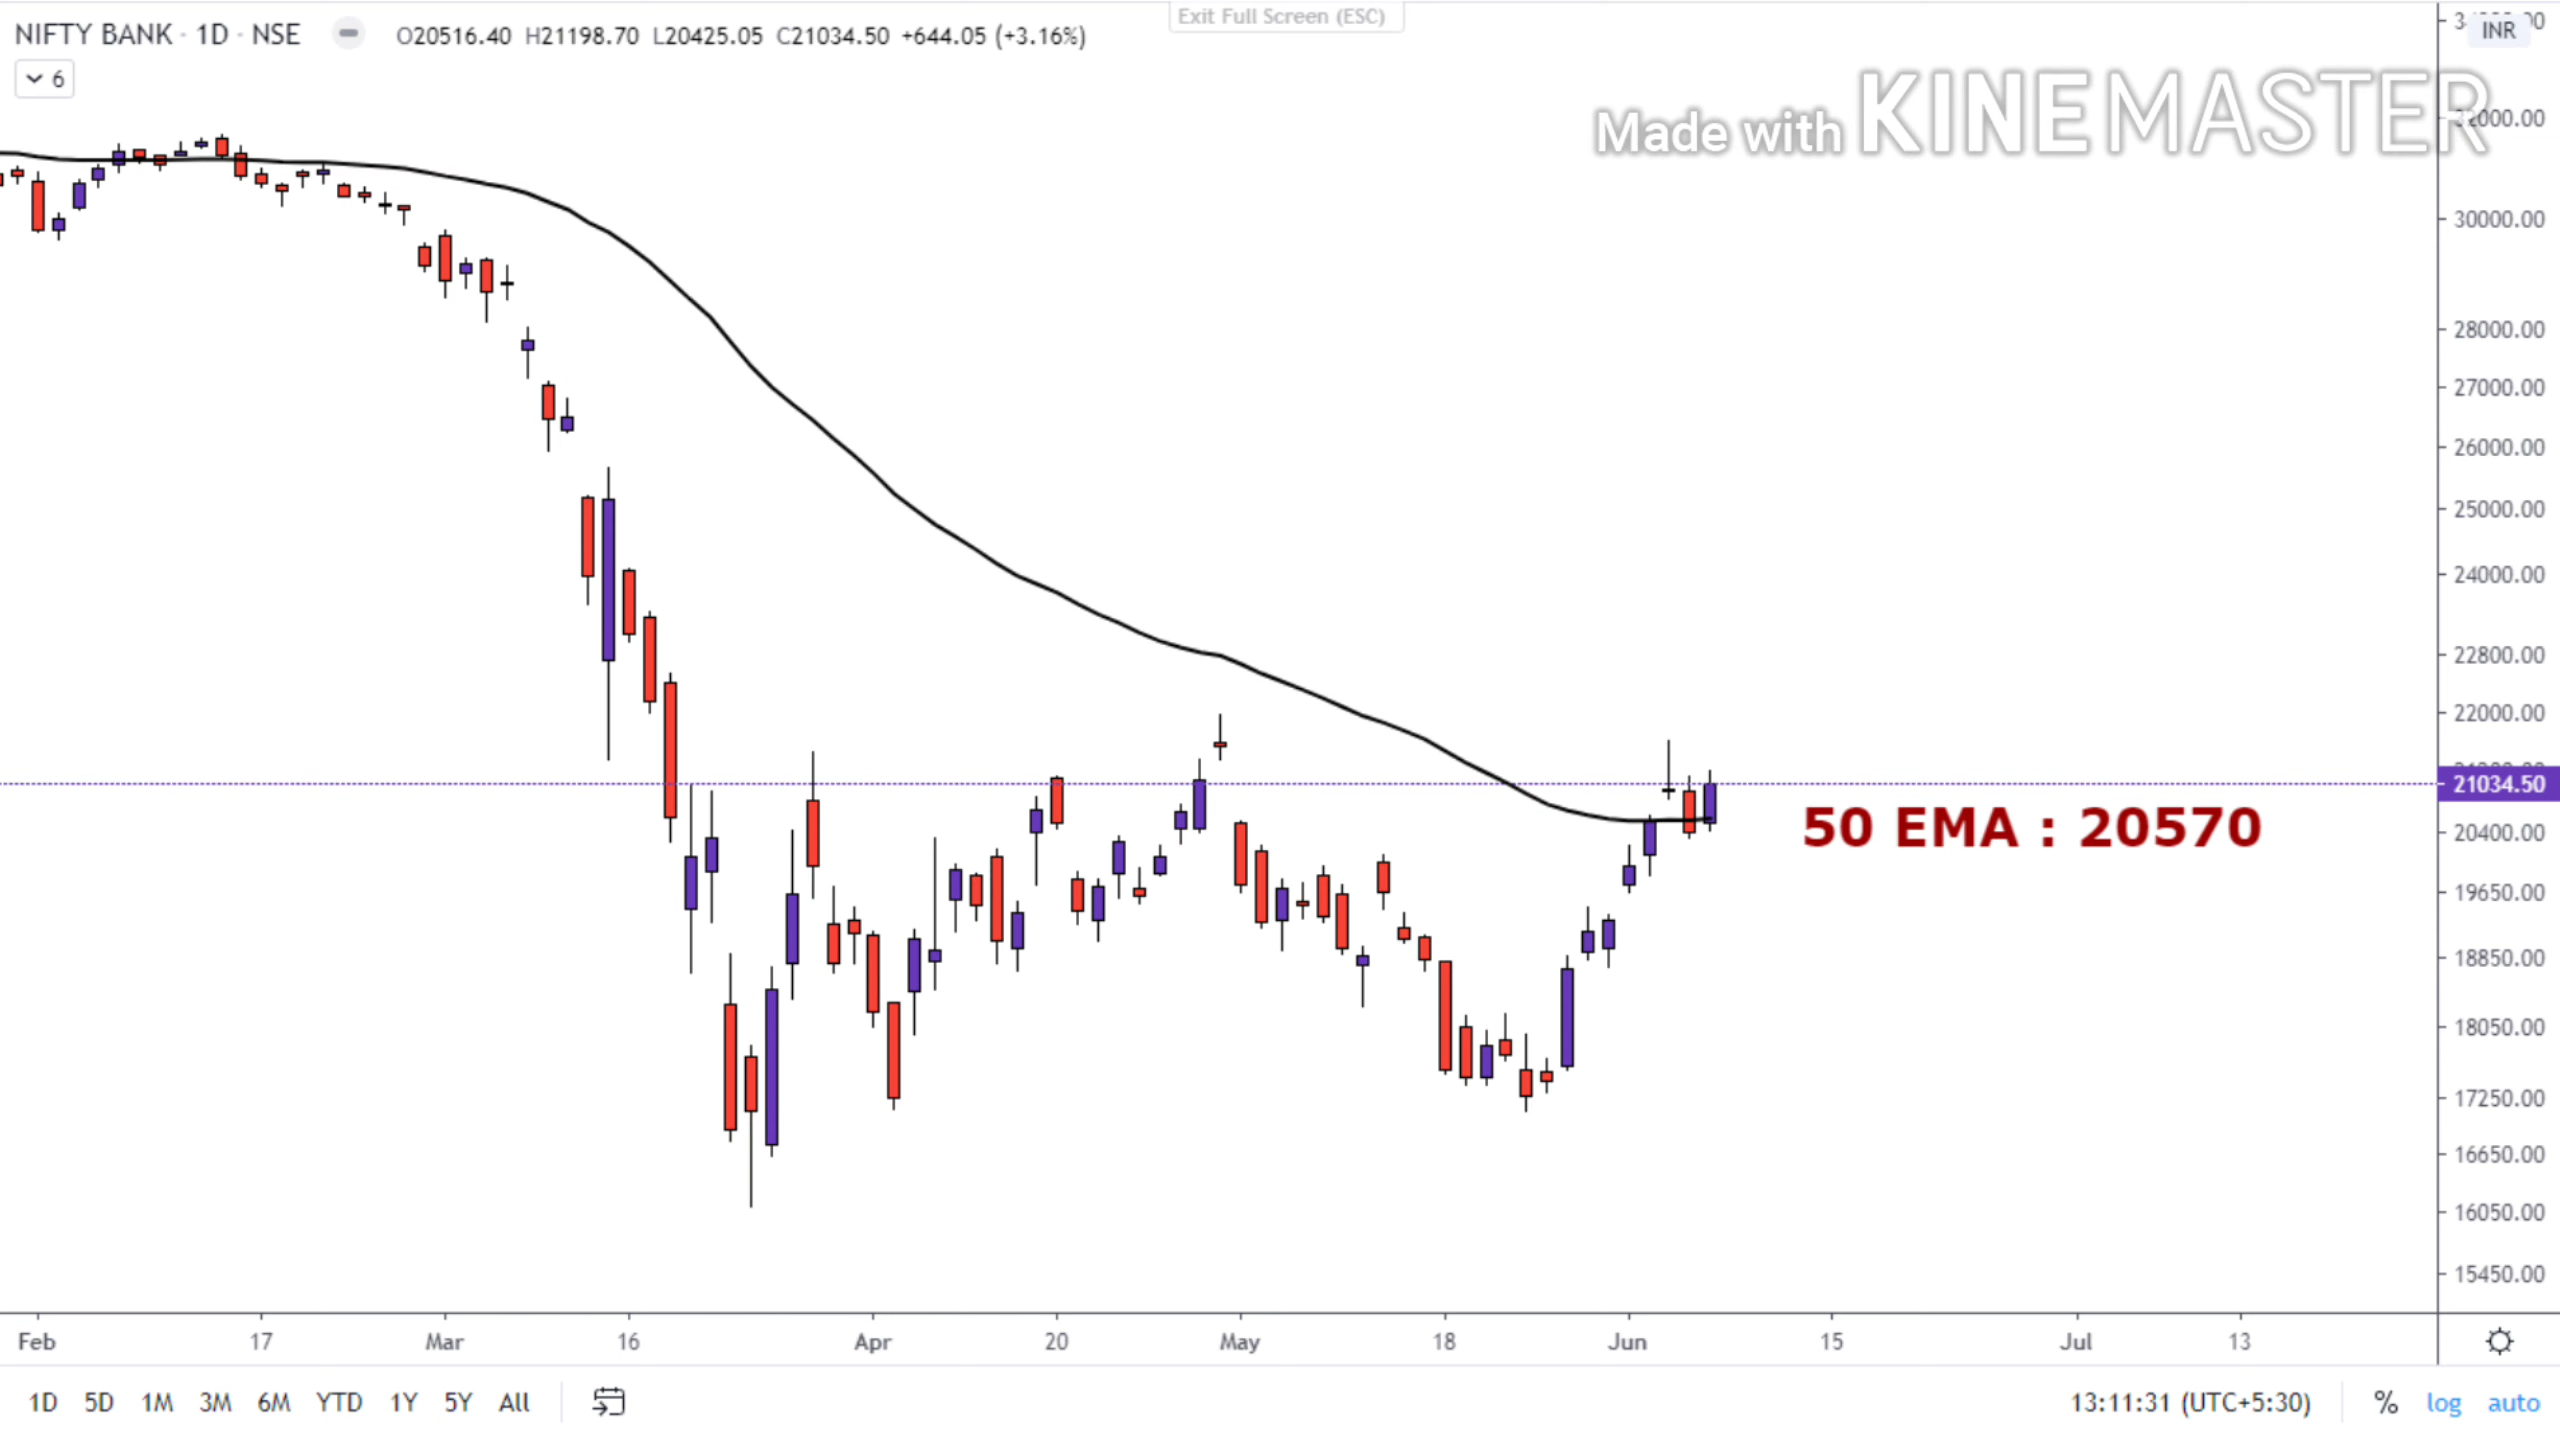 Exit Full Screen (ESC)
NIFTY BANK · 1D · NSE O20516.40 H21198.70 L20425.05 C21034.50 +644.05 (+3.16%)
INR
6
Made with KINEMASTER
30000.00
28000.00
27000.00
26000.00
25000.00
24000.00
22800.00
22000.00
21034.50
50 EMA : 20570
20400.00
19650.00
18850.00
18050.00
17250.00
16650.00
16050.00
15450.00
Feb 17 Mar 16 Apr 20 May 18 Jun 15 Jul 13
1D 5D 1M 3M 6M YTD 1Y 5Y All
13:11:31 (UTC+5:30) % log auto